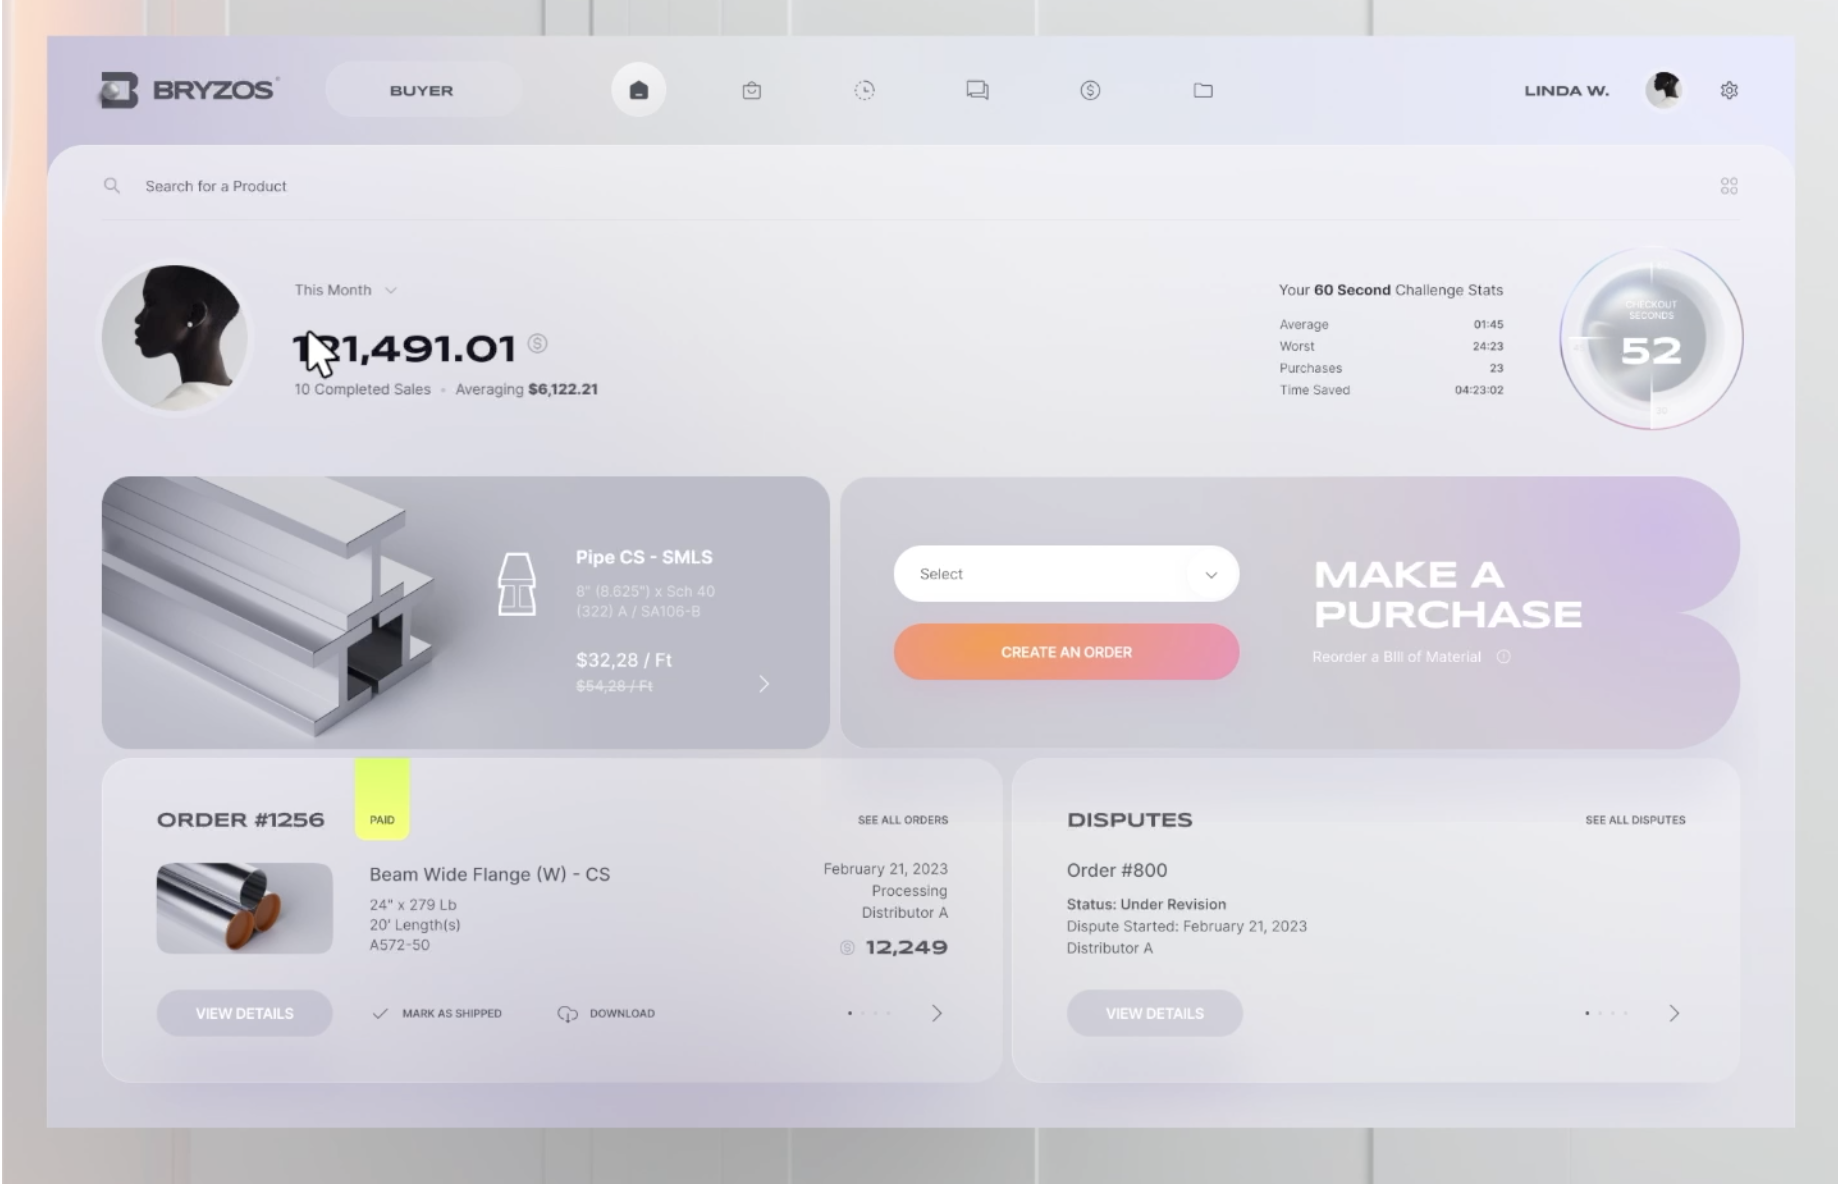 BRYZOS
BUYER
LINDA W.
Search for a Product
This Month
10 Completed Sales • Averaging $6,122.21
Your 60 Second Challenge Stats
Average 01:45
Worst 24:23
Purchases 23
Time Saved 04:23:02
CHECKOUT
SECONDS
52
Pipe CS - SMLS
8" (8.625") x Sch 40
(322) A / SA106-B
$32,28 / Ft
$54,28 / Ft
Select
CREATE AN ORDER
MAKE A
PURCHASE
Reorder a Bill of Material
ORDER #1256
PAID
SEE ALL ORDERS
Beam Wide Flange (W) - CS
24" x 279 Lb
20' Length(s)
A572-50
February 21, 2023
Processing
Distributor A
12,249
VIEW DETAILS
MARK AS SHIPPED
DOWNLOAD
DISPUTES
SEE ALL DISPUTES
Order #800
Status: Under Revision
Dispute Started: February 21, 2023
Distributor A
VIEW DETAILS